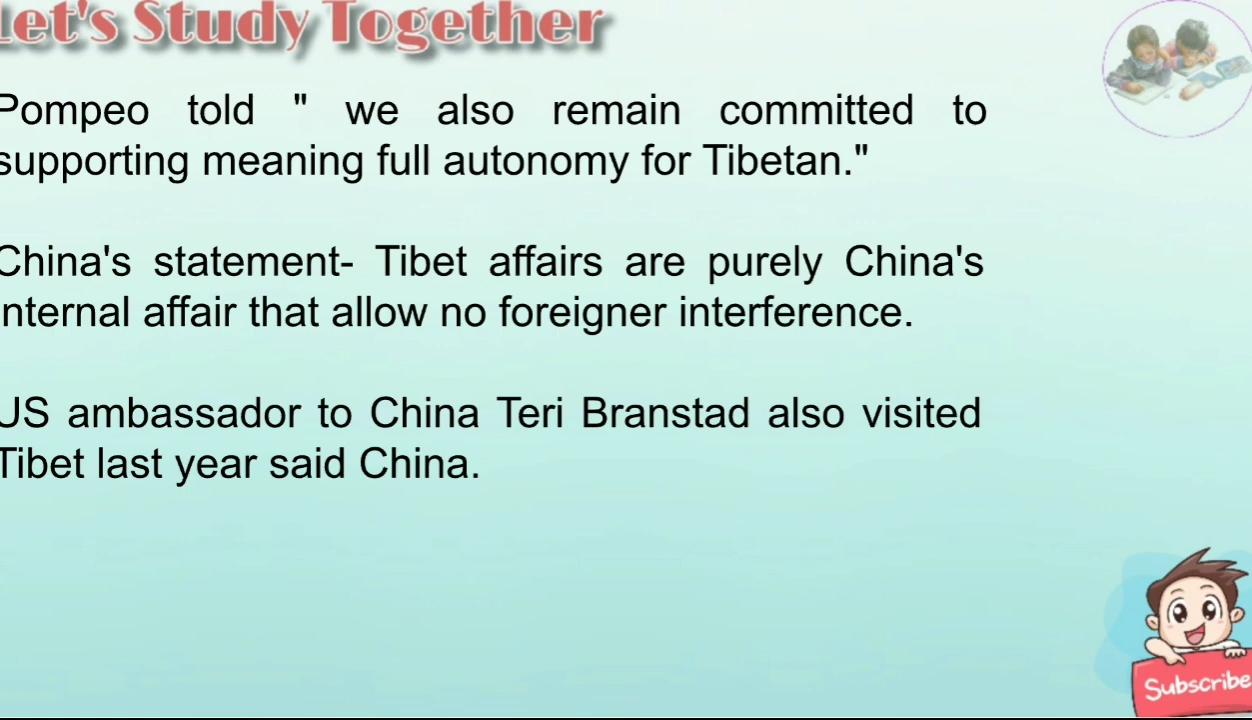 Let's Study Together
Pompeo told " we also remain committed to
supporting meaning full autonomy for Tibetan."
China's statement- Tibet affairs are purely China's
internal affair that allow no foreigner interference.
US ambassador to China Teri Branstad also visited
Tibet last year said China.
Subscribe